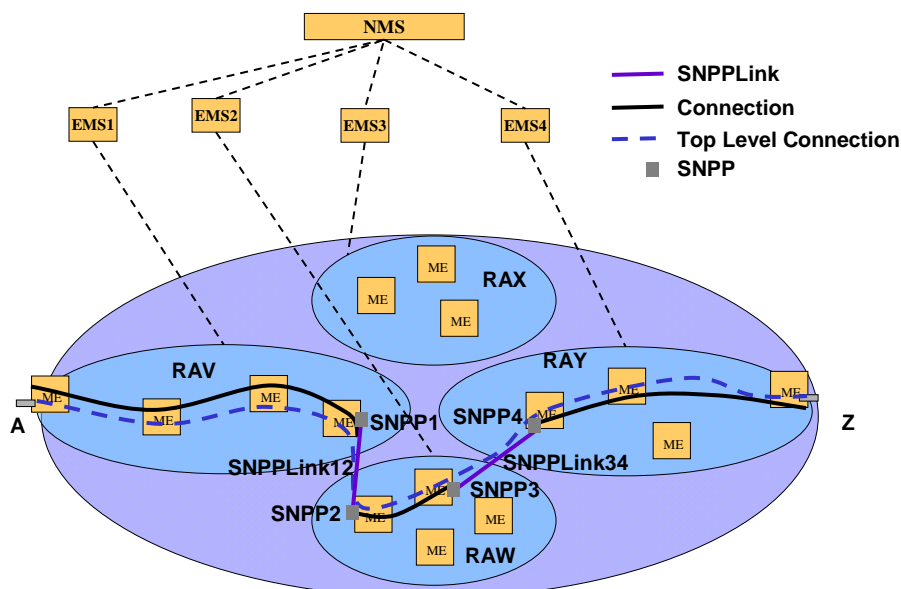 NMS
EMS1
EMS2
EMS3
EMS4
SNPPLink
Connection
Top Level Connection
SNPP
ME
ME
ME
RAX
RAV
ME
ME
ME
ME
SNPP1
A
RAY
ME
ME
ME
ME
SNPP4
Z
SNPPLink12
SNPPLink34
SNPP2
ME
ME
SNPP3
ME
ME
RAW